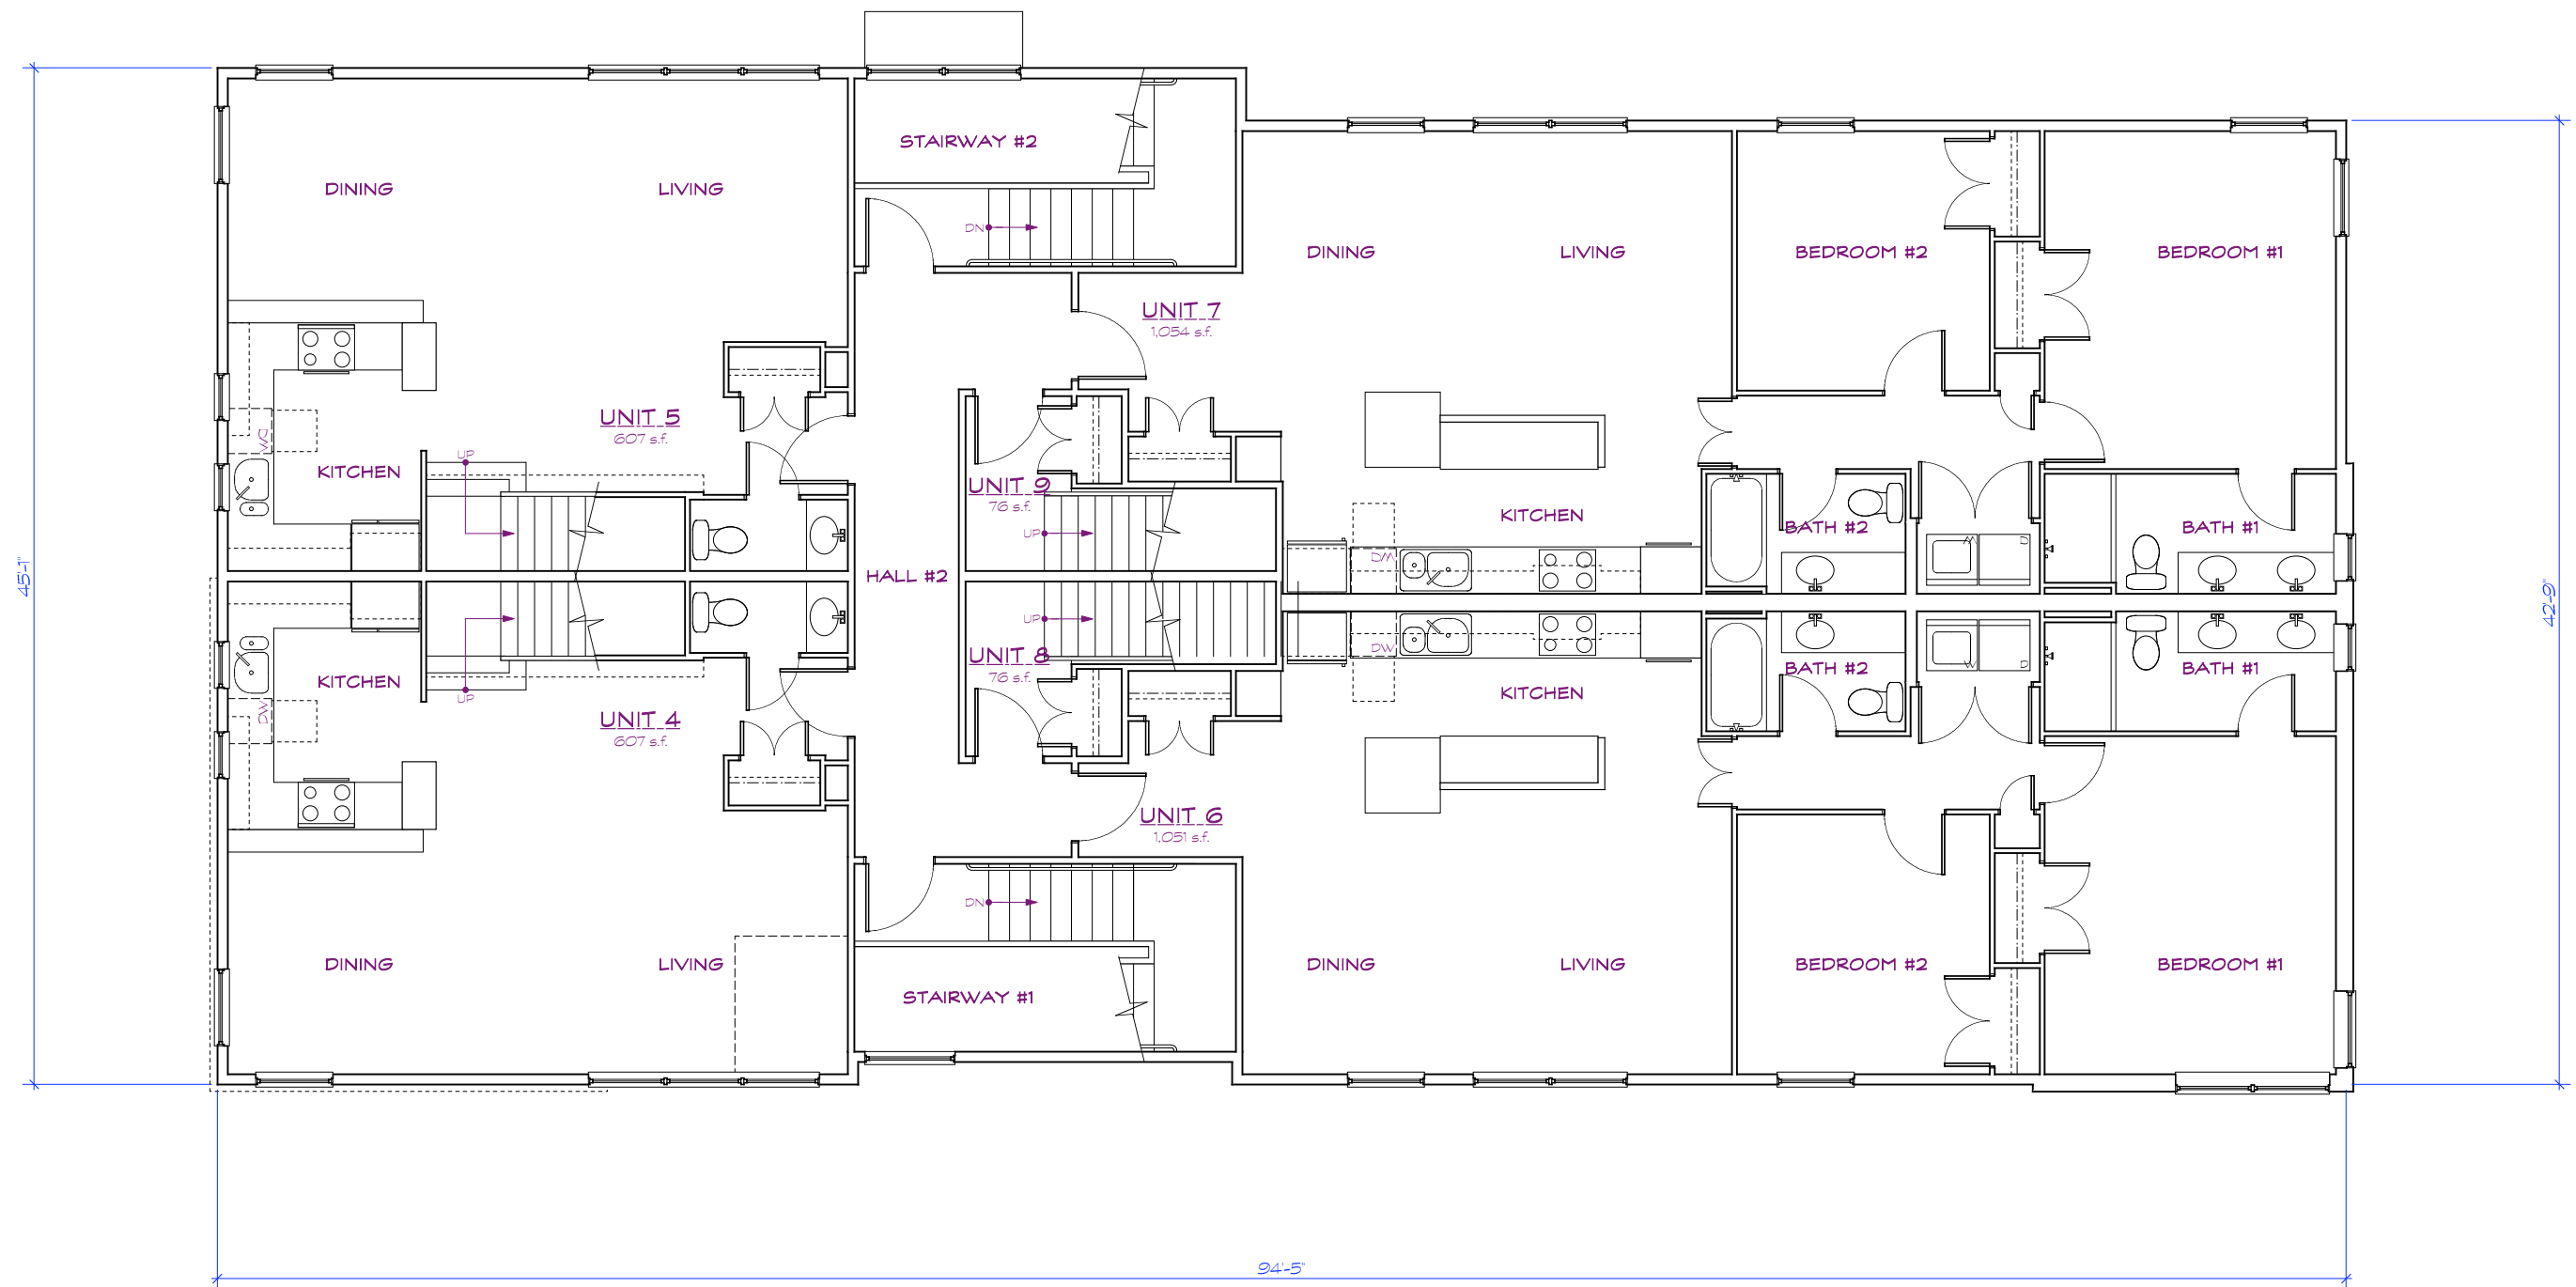 STAIRWAY #2
DINING
LIVING
DN
DINING
LIVING
BEDROOM #2
BEDROOM #1
UNIT 7
1,054 s.f.
UNIT 5
607 s.f.
DW
KITCHEN
UP
UNIT 9
76 s.f.
UP
KITCHEN
DW
BATH #2
W
D
BATH #1
HALL #2
45'-1"
42'-9"
UP
UNIT 8
76 s.f.
DW
KITCHEN
BATH #2
W
D
BATH #1
KITCHEN
UP
DW
UNIT 4
607 s.f.
UNIT 6
1,051 s.f.
DN
DINING
LIVING
STAIRWAY #1
DINING
LIVING
BEDROOM #2
BEDROOM #1
94'-5"